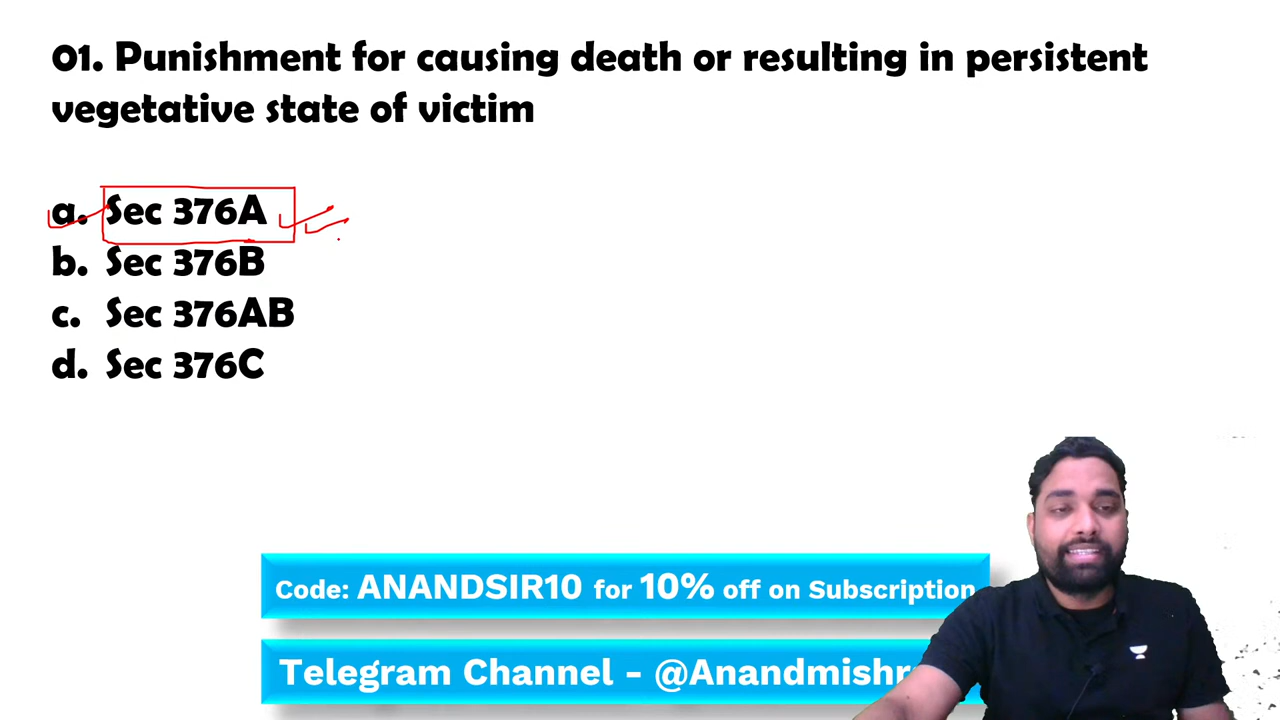 01. Punishment for causing death or resulting in persistent
vegetative state of victim
a. Sec 376A
b. Sec 376B
c. Sec 376AB
d. Sec 376C
Code: ANANDSIR10 for 10% off on Subscription
Telegram Channel -